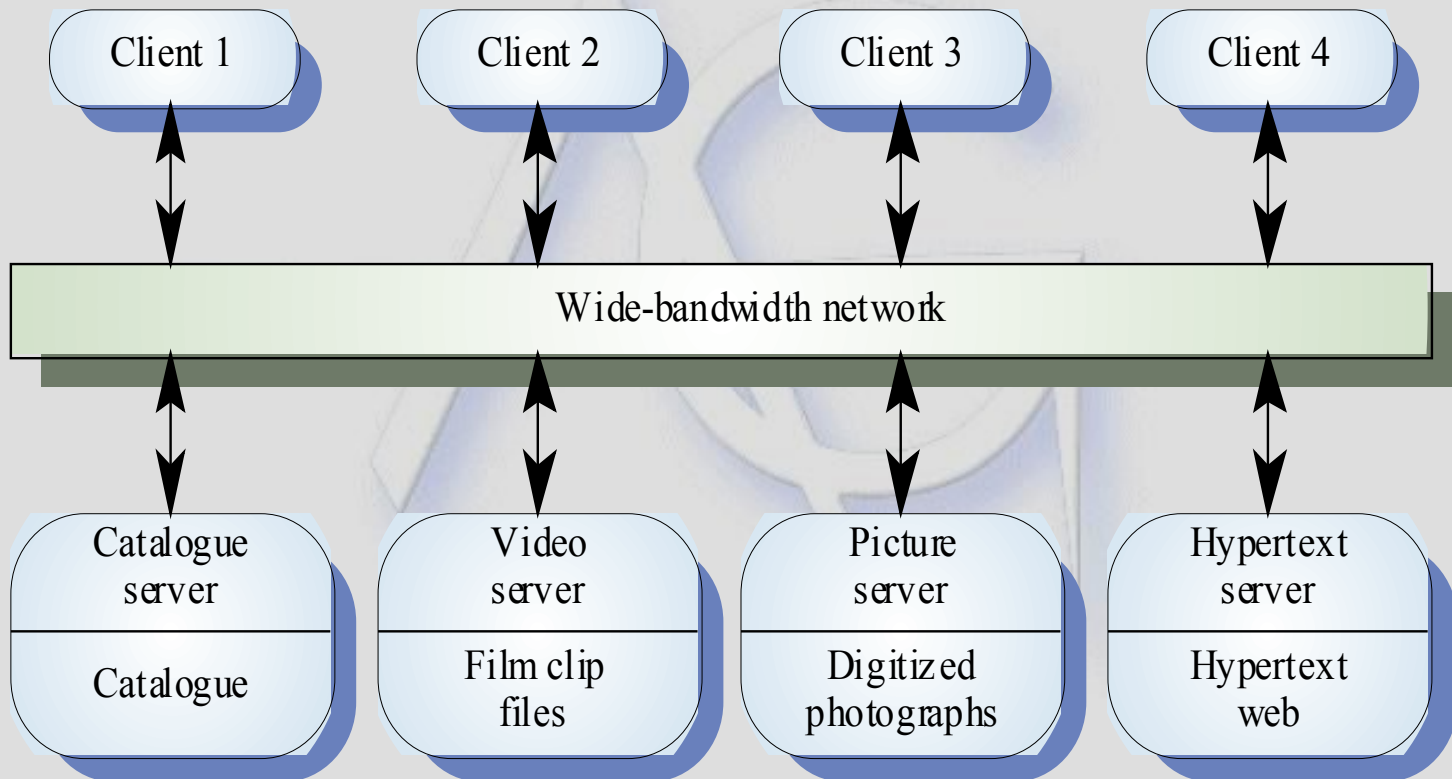 Client 1
Client 2
Client 3
Client 4
Wide-bandwidth network
Catalogue
server
Catalogue
Video
server
Film clip
files
Picture
server
Digitized
photographs
Hypertext
server
Hypertext
web